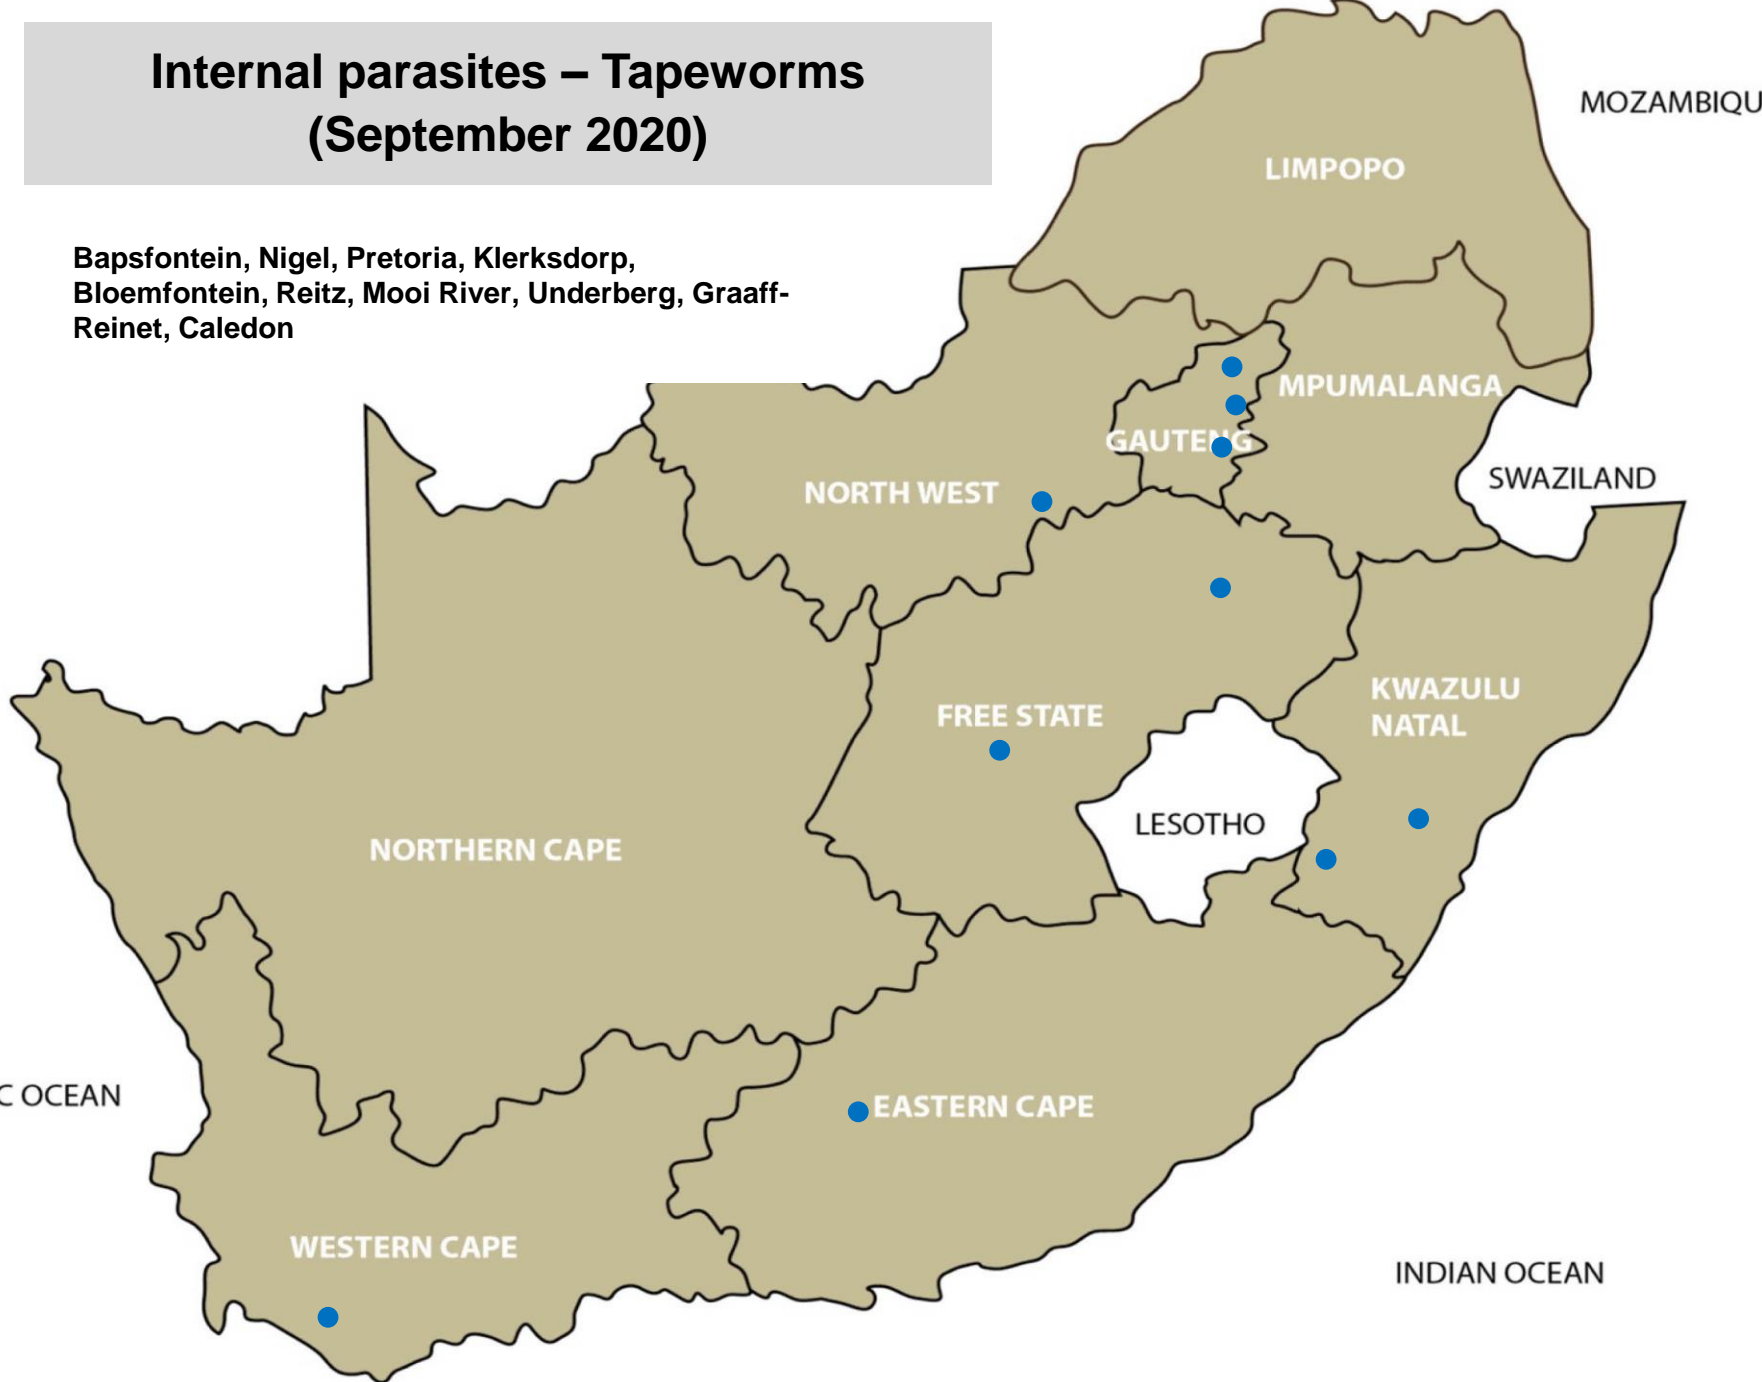 Internal parasites – Tapeworms
(September 2020)
Bapsfontein, Nigel, Pretoria, Klerksdorp,
Bloemfontein, Reitz, Mooi River, Underberg, Graaff-
Reinet, Caledon
MOZAMBIQU
LIMPOPO
MPUMALANGA
GAUTENG
SWAZILAND
NORTH WEST
KWAZULU
NATAL
FREE STATE
LESOTHO
NORTHERN CAPE
C OCEAN
EASTERN CAPE
WESTERN CAPE
INDIAN OCEAN